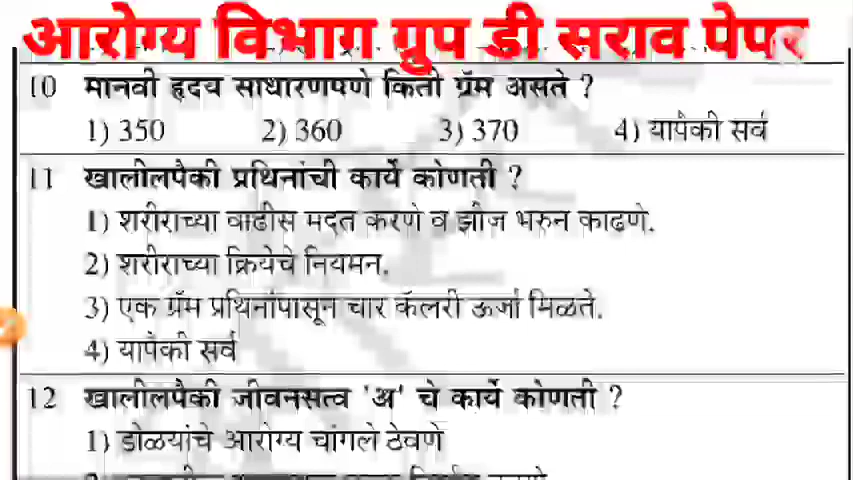 आरोग्य विभाग ग्रुप डी सराव पेपर
10 मानवी हृदय साधारणपणे किती ग्रॅम असते ?
1) 350 2) 360 3) 370 4) यापैकी सर्व
11 खालीलपैकी प्रथिनांची कार्ये कोणती ?
1) शरीराच्या वाढीस मदत करणे व झीज भरुन काढणे.
2) शरीराच्या क्रियेचे नियमन.
3) एक ग्रॅम प्रथिनांपासून चार कॅलरी ऊर्जा मिळते.
4) यापैकी सर्व
12 खालीलपैकी जीवनसत्व 'अ' चे कार्ये कोणती ?
1) डोळयांचे आरोग्य चांगले ठेवणे